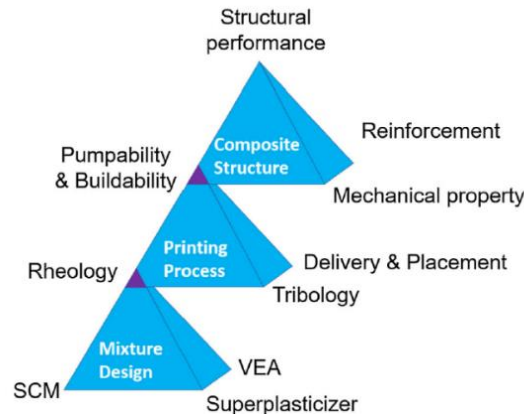 Structural
performance
Composite
Structure
Reinforcement
Pumpability
& Buildability
Mechanical property
Printing
Process
Delivery & Placement
Rheology
Tribology
Mixture
Design
VEA
SCM
Superplasticizer